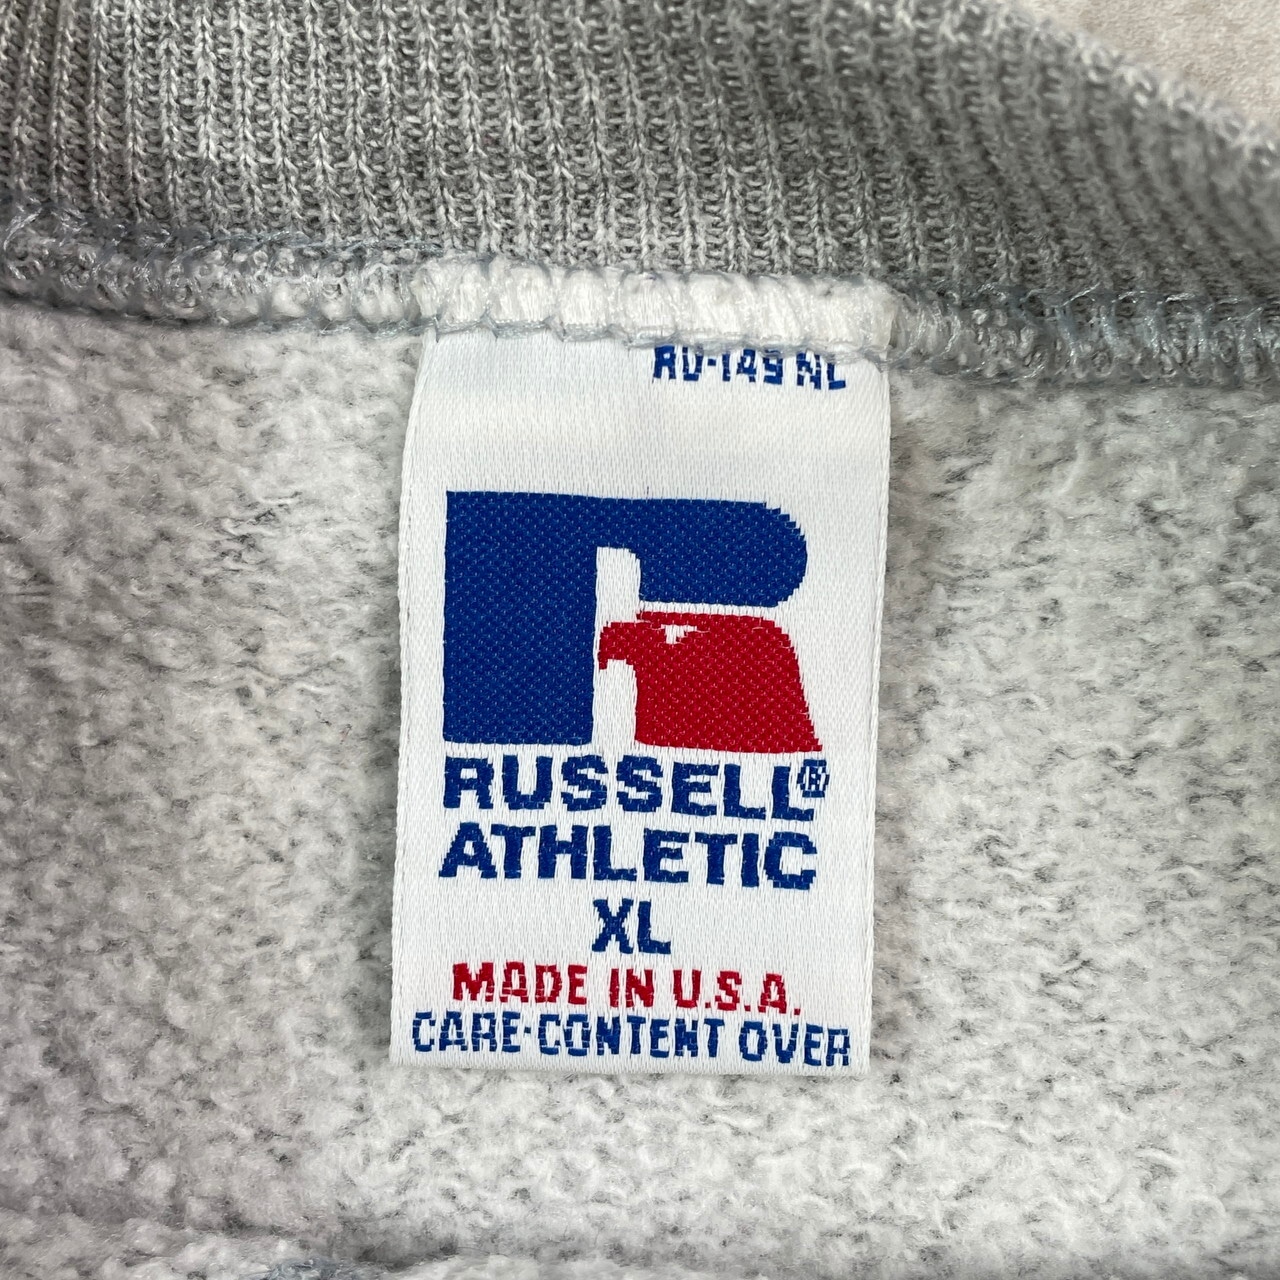 RU-149 NL
RUSSELL®
ATHLETIC
XL
MADE IN U.S.A.
CARE-CONTENT OVER